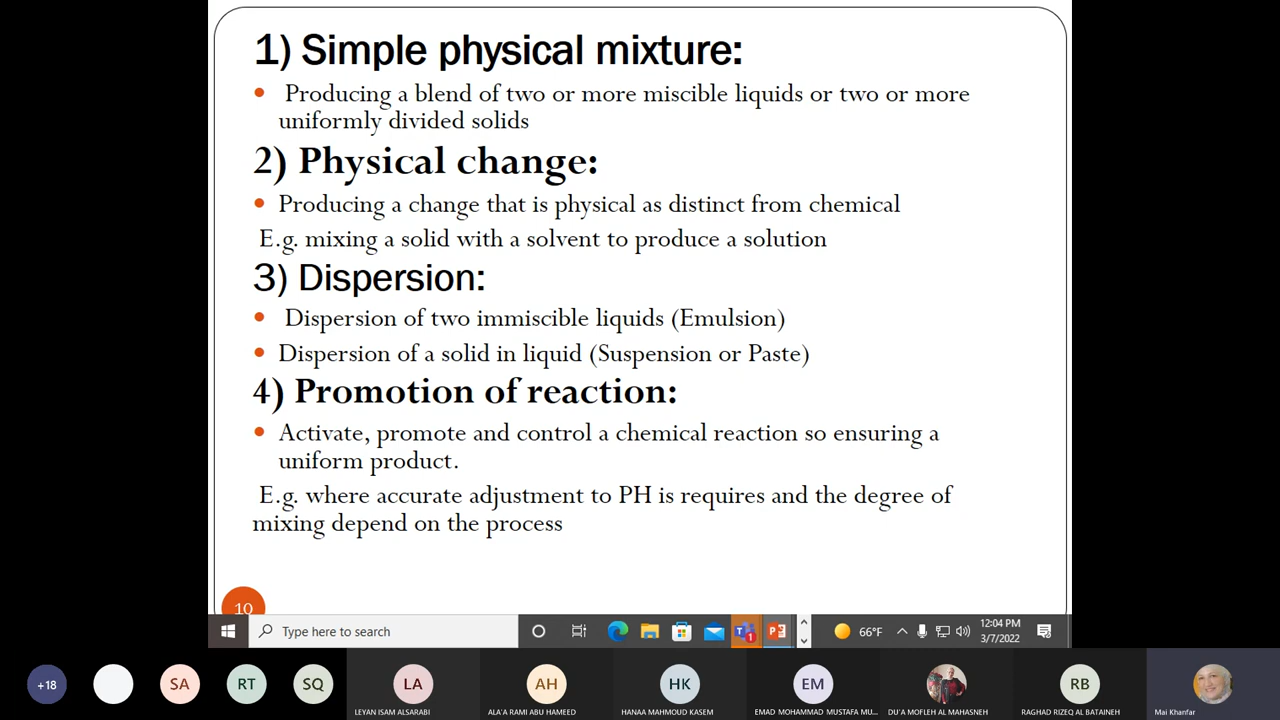 1) Simple physical mixture:
• Producing a blend of two or more miscible liquids or two or more
uniformly divided solids
2) Physical change:
• Producing a change that is physical as distinct from chemical
E.g. mixing a solid with a solvent to produce a solution
3) Dispersion:
• Dispersion of two immiscible liquids (Emulsion)
• Dispersion of a solid in liquid (Suspension or Paste)
4) Promotion of reaction:
• Activate, promote and control a chemical reaction so ensuring a
uniform product.
E.g. where accurate adjustment to PH is requires and the degree of
mixing depend on the process
10
Type here to search
1
66°F
12:04 PM
3/7/2022
+18
SA
RT
SQ
LA
AH
HK
EM
RB
LEYAN ISAM ALSARABI
ALA'A RAMI ABU HAMEED
HANAA MAHMOUD KASEM
EMAD MOHAMMAD MUSTAFA MU...
DU'A MOFLEH AL MAHASNEH
RAGHAD RIZEQ AL BATAINEH
Mai Khanfar